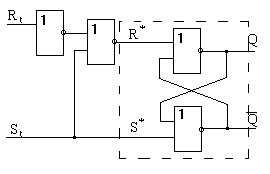 R_t 1 1 R* 1 Q
S_t S* 1 Q̅